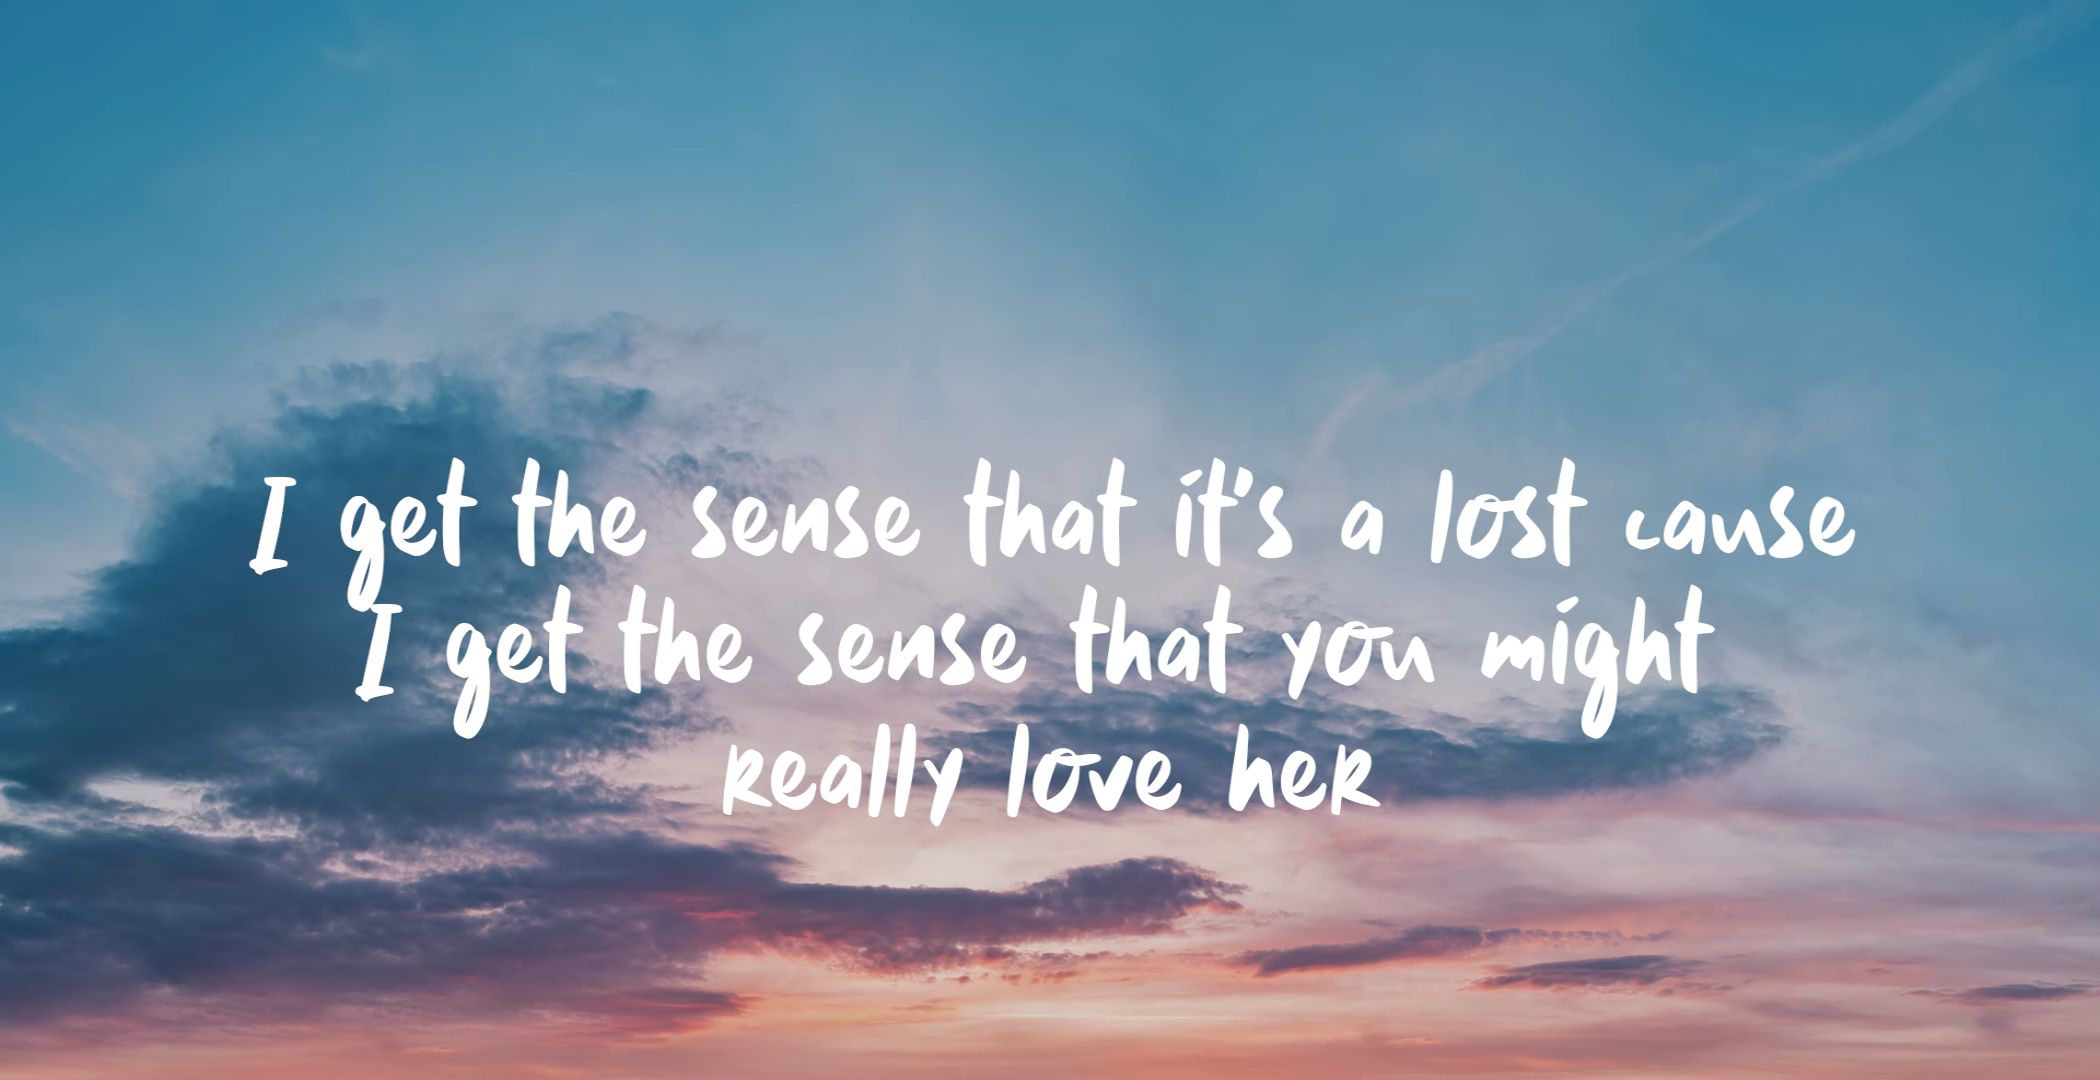 I get the sense that it's a lost cause
I get the sense that you might
really love her